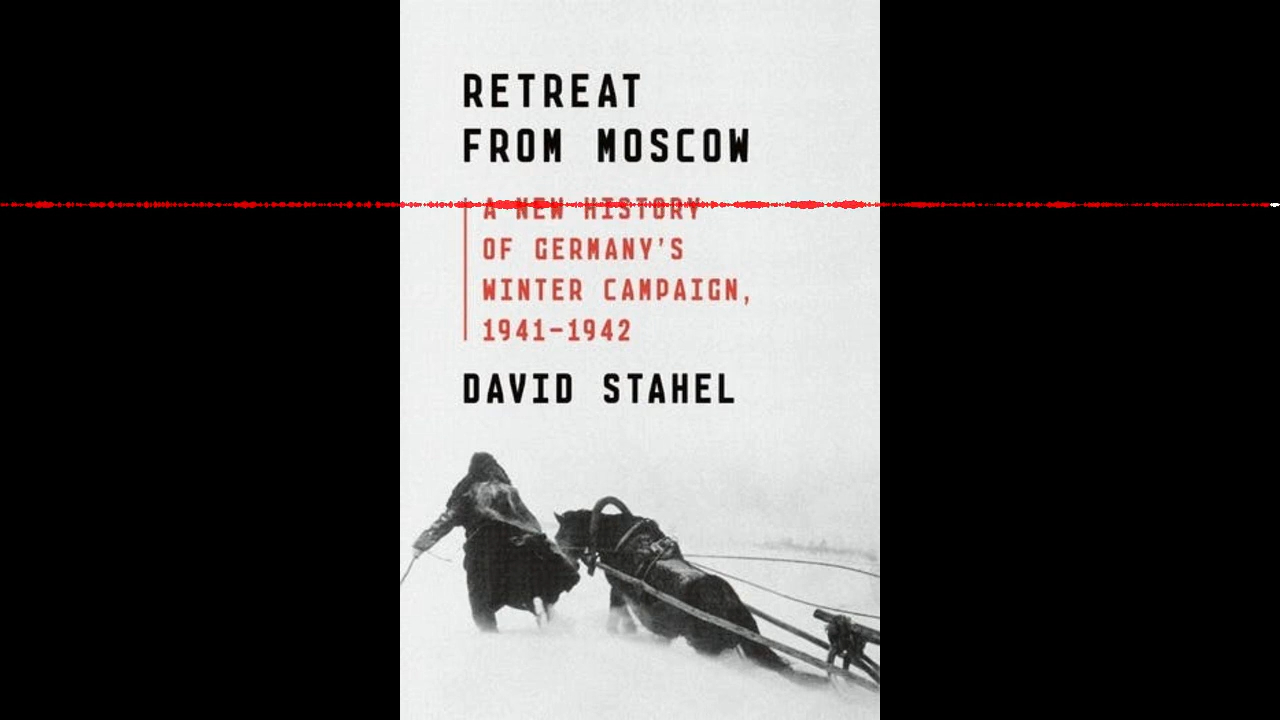 RETREAT
FROM MOSCOW
A NEW HISTORY
OF GERMANY'S
WINTER CAMPAIGN,
1941–1942
DAVID STAHEL